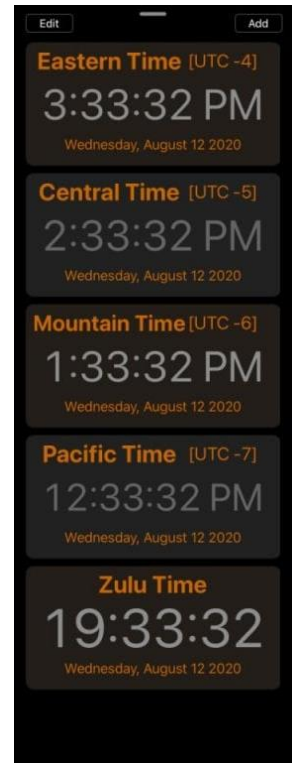 Edit Add
Eastern Time [UTC -4]
3:33:32 PM
Wednesday, August 12 2020
Central Time [UTC -5]
2:33:32 PM
Wednesday, August 12 2020
Mountain Time [UTC -6]
1:33:32 PM
Wednesday, August 12 2020
Pacific Time [UTC -7]
12:33:32 PM
Wednesday, August 12 2020
Zulu Time
19:33:32
Wednesday, August 12 2020